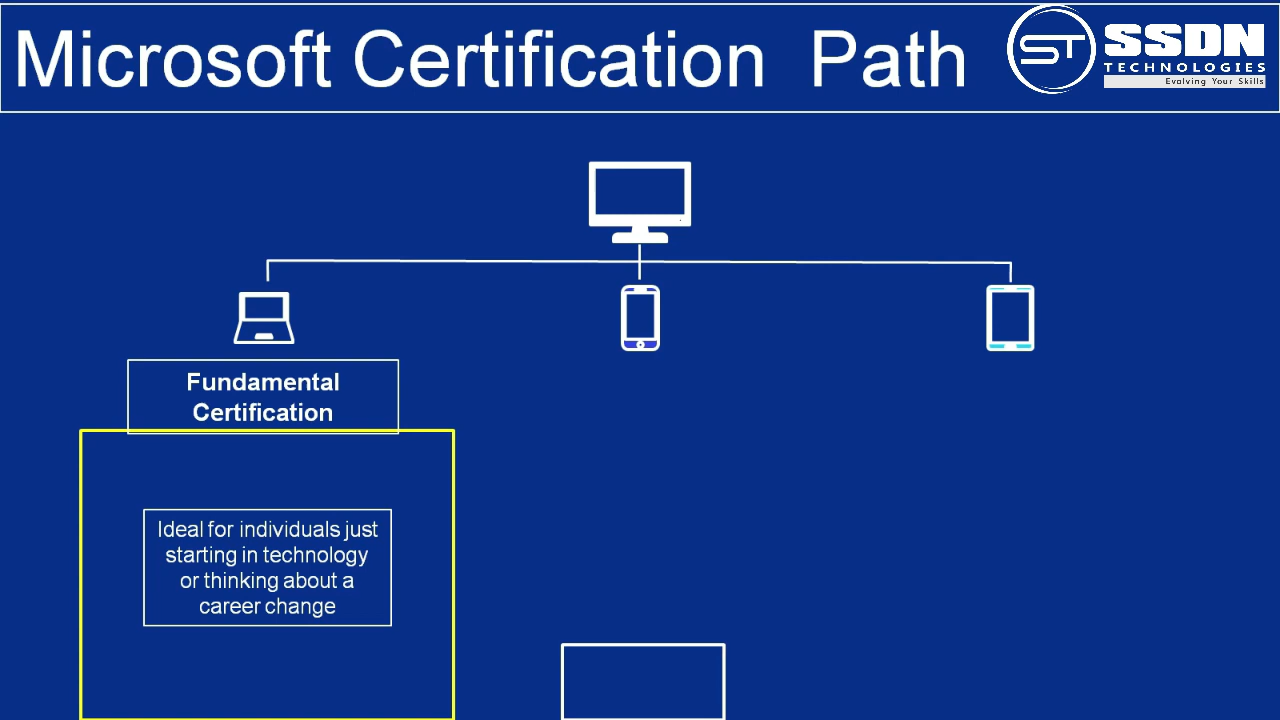 Microsoft Certification Path
ST
SSDN
TECHNOLOGIES
Evolving Your Skills
Fundamental
Certification
Ideal for individuals just
starting in technology
or thinking about a
career change